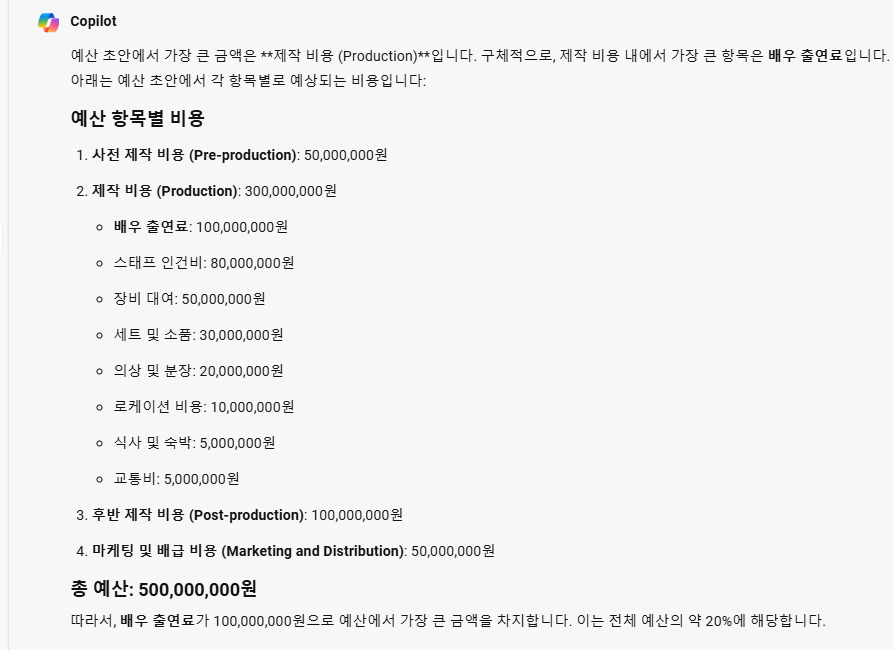 Copilot
예산 초안에서 가장 큰 금액은 **제작 비용 (Production)**입니다. 구체적으로, 제작 비용 내에서 가장 큰 항목은 배우 출연료입니다.
아래는 예산 초안에서 각 항목별로 예상되는 비용입니다:
예산 항목별 비용
1. 사전 제작 비용 (Pre-production): 50,000,000원
2. 제작 비용 (Production): 300,000,000원
배우 출연료: 100,000,000원
스태프 인건비: 80,000,000원
장비 대여: 50,000,000원
세트 및 소품: 30,000,000원
의상 및 분장: 20,000,000원
로케이션 비용: 10,000,000원
식사 및 숙박: 5,000,000원
교통비: 5,000,000원
3. 후반 제작 비용 (Post-production): 100,000,000원
4. 마케팅 및 배급 비용 (Marketing and Distribution): 50,000,000원
총 예산: 500,000,000원
따라서, 배우 출연료가 100,000,000원으로 예산에서 가장 큰 금액을 차지합니다. 이는 전체 예산의 약 20%에 해당합니다.